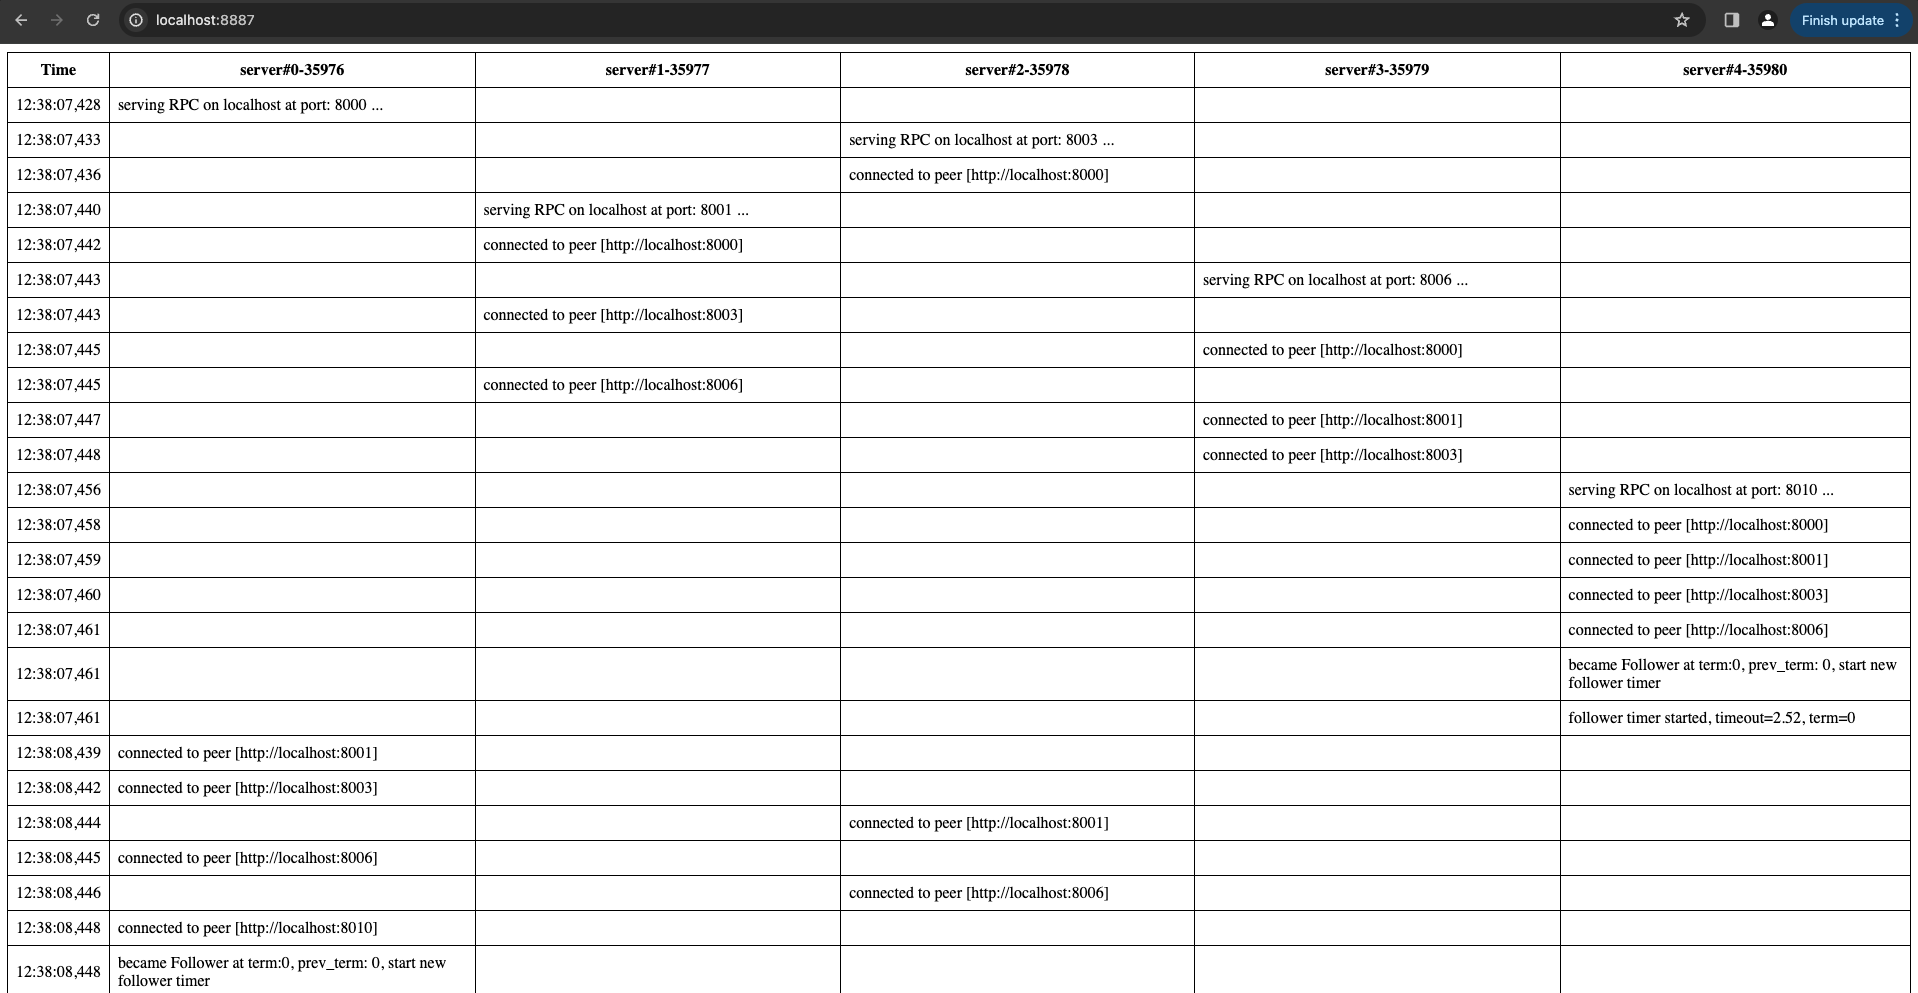 localhost:8887
Finish update
Time server#0-35976 server#1-35977 server#2-35978 server#3-35979 server#4-35980
12:38:07,428 serving RPC on localhost at port: 8000 ...
12:38:07,433 serving RPC on localhost at port: 8003 ...
12:38:07,436 connected to peer [http://localhost:8000]
12:38:07,440 serving RPC on localhost at port: 8001 ...
12:38:07,442 connected to peer [http://localhost:8000]
12:38:07,443 serving RPC on localhost at port: 8006 ...
12:38:07,443 connected to peer [http://localhost:8003]
12:38:07,445 connected to peer [http://localhost:8000]
12:38:07,445 connected to peer [http://localhost:8006]
12:38:07,447 connected to peer [http://localhost:8001]
12:38:07,448 connected to peer [http://localhost:8003]
12:38:07,456 serving RPC on localhost at port: 8010 ...
12:38:07,458 connected to peer [http://localhost:8000]
12:38:07,459 connected to peer [http://localhost:8001]
12:38:07,460 connected to peer [http://localhost:8003]
12:38:07,461 connected to peer [http://localhost:8006]
12:38:07,461 became Follower at term:0, prev_term: 0, start new
follower timer
12:38:07,461 follower timer started, timeout=2.52, term=0
12:38:08,439 connected to peer [http://localhost:8001]
12:38:08,442 connected to peer [http://localhost:8003]
12:38:08,444 connected to peer [http://localhost:8001]
12:38:08,445 connected to peer [http://localhost:8006]
12:38:08,446 connected to peer [http://localhost:8006]
12:38:08,448 connected to peer [http://localhost:8010]
12:38:08,448 became Follower at term:0, prev_term: 0, start new
follower timer